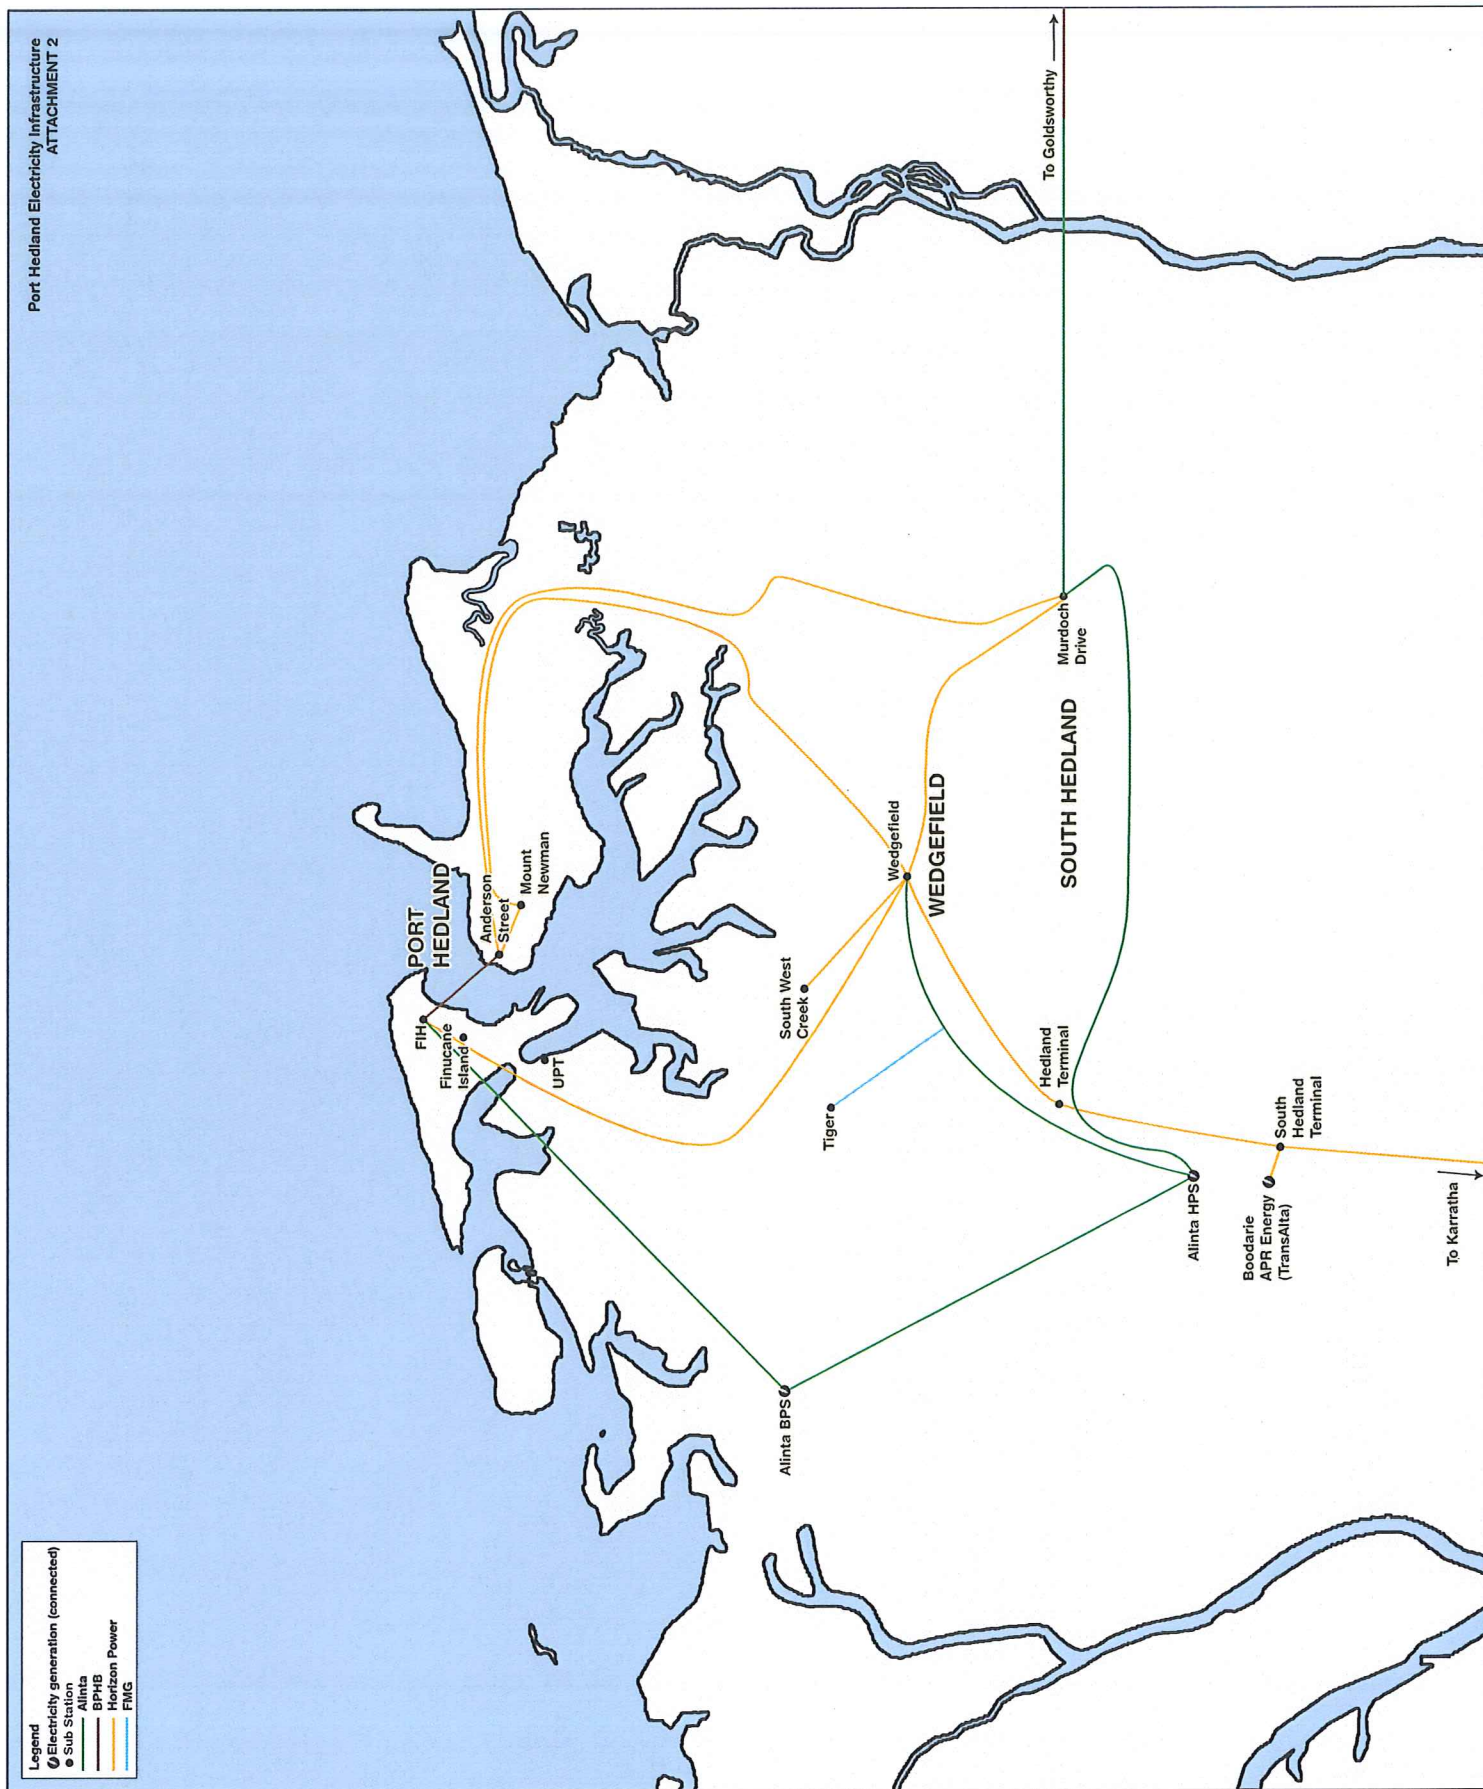 Port Hedland Electricity Infrastructure
ATTACHMENT 2
Legend
Electricity generation (connected)
Sub Station
Alinta
BPHB
Horizon Power
FMG
To Goldsworthy
PORT
HEDLAND
FIH
Finucane
Island
UPT
Anderson
Street
Mount
Newman
South West
Creek
Tiger
Wedgefield
WEDGEFIELD
Murdoch
Drive
SOUTH HEDLAND
Hedland
Terminal
Alinta BPS
Alinta HPS
Boodarie
APR Energy
(TransAlta)
South
Hedland
Terminal
To Karratha